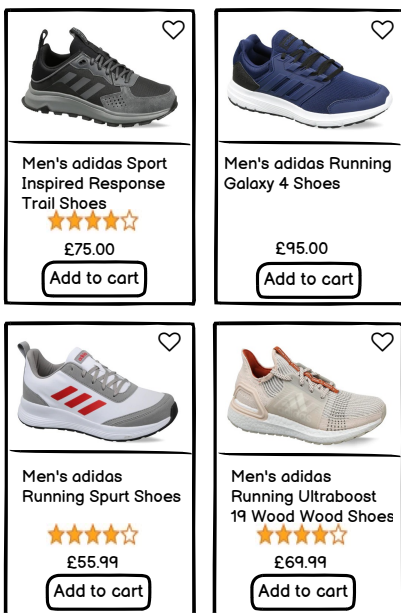 Men's adidas Sport
Inspired Response
Trail Shoes
£75.00
Add to cart
Men's adidas Running
Galaxy 4 Shoes
£95.00
Add to cart
Men's adidas
Running Spurt Shoes
£55.99
Add to cart
Men's adidas
Running Ultraboost
19 Wood Wood Shoes
£69.99
Add to cart